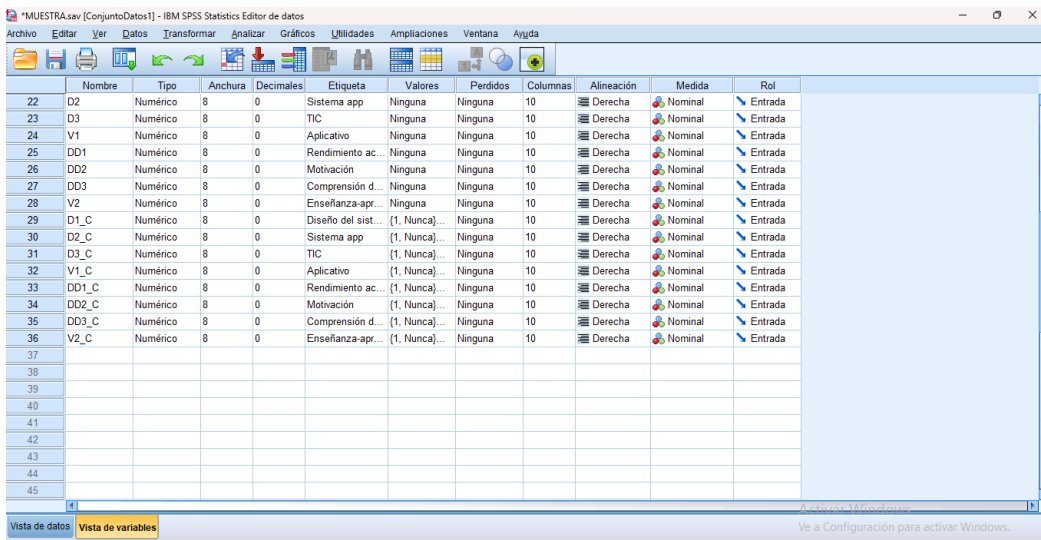 *MUESTRA.sav [ConjuntoDatos1] - IBM SPSS Statistics Editor de datos
Archivo Editar Ver Datos Transformar Analizar Gráficos Utilidades Ampliaciones Ventana Ayuda
Nombre Tipo Anchura Decimales Etiqueta Valores Perdidos Columnas Alineación Medida Rol
22 D2 Numérico 8 0 Sistema app Ninguna Ninguna 10 Derecha Nominal Entrada
23 D3 Numérico 8 0 TIC Ninguna Ninguna 10 Derecha Nominal Entrada
24 V1 Numérico 8 0 Aplicativo Ninguna Ninguna 10 Derecha Nominal Entrada
25 DD1 Numérico 8 0 Rendimiento ac... Ninguna Ninguna 10 Derecha Nominal Entrada
26 DD2 Numérico 8 0 Motivación Ninguna Ninguna 10 Derecha Nominal Entrada
27 DD3 Numérico 8 0 Comprensión d... Ninguna Ninguna 10 Derecha Nominal Entrada
28 V2 Numérico 8 0 Enseñanza-apr... Ninguna Ninguna 10 Derecha Nominal Entrada
29 D1_C Numérico 8 0 Diseño del sist... {1, Nunca}... Ninguna 10 Derecha Nominal Entrada
30 D2_C Numérico 8 0 Sistema app {1, Nunca}... Ninguna 10 Derecha Nominal Entrada
31 D3_C Numérico 8 0 TIC {1, Nunca}... Ninguna 10 Derecha Nominal Entrada
32 V1_C Numérico 8 0 Aplicativo {1, Nunca}... Ninguna 10 Derecha Nominal Entrada
33 DD1_C Numérico 8 0 Rendimiento ac... {1, Nunca}... Ninguna 10 Derecha Nominal Entrada
34 DD2_C Numérico 8 0 Motivación {1, Nunca}... Ninguna 10 Derecha Nominal Entrada
35 DD3_C Numérico 8 0 Comprensión d... {1, Nunca}... Ninguna 10 Derecha Nominal Entrada
36 V2_C Numérico 8 0 Enseñanza-apr... {1, Nunca}... Ninguna 10 Derecha Nominal Entrada
37
38
39
40
41
42
43
44
45
Activar Windows
Vista de datos Vista de variables Ve a Configuración para activar Windows.